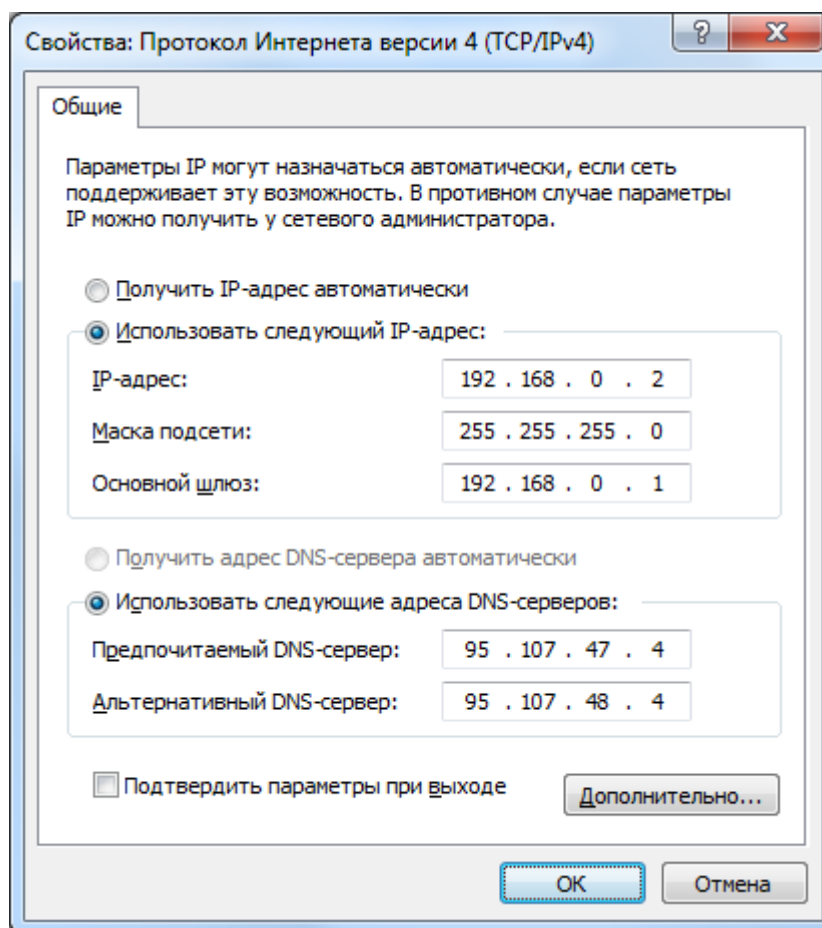 Свойства: Протокол Интернета версии 4 (TCP/IPv4)
Общие
Параметры IP могут назначаться автоматически, если сеть
поддерживает эту возможность. В противном случае параметры
IP можно получить у сетевого администратора.
Получить IP-адрес автоматически
Использовать следующий IP-адрес:
IP-адрес: 192 . 168 . 0 . 2
Маска подсети: 255 . 255 . 255 . 0
Основной шлюз: 192 . 168 . 0 . 1
Получить адрес DNS-сервера автоматически
Использовать следующие адреса DNS-серверов:
Предпочитаемый DNS-сервер: 95 . 107 . 47 . 4
Альтернативный DNS-сервер: 95 . 107 . 48 . 4
Подтвердить параметры при выходе Дополнительно...
ОК Отмена